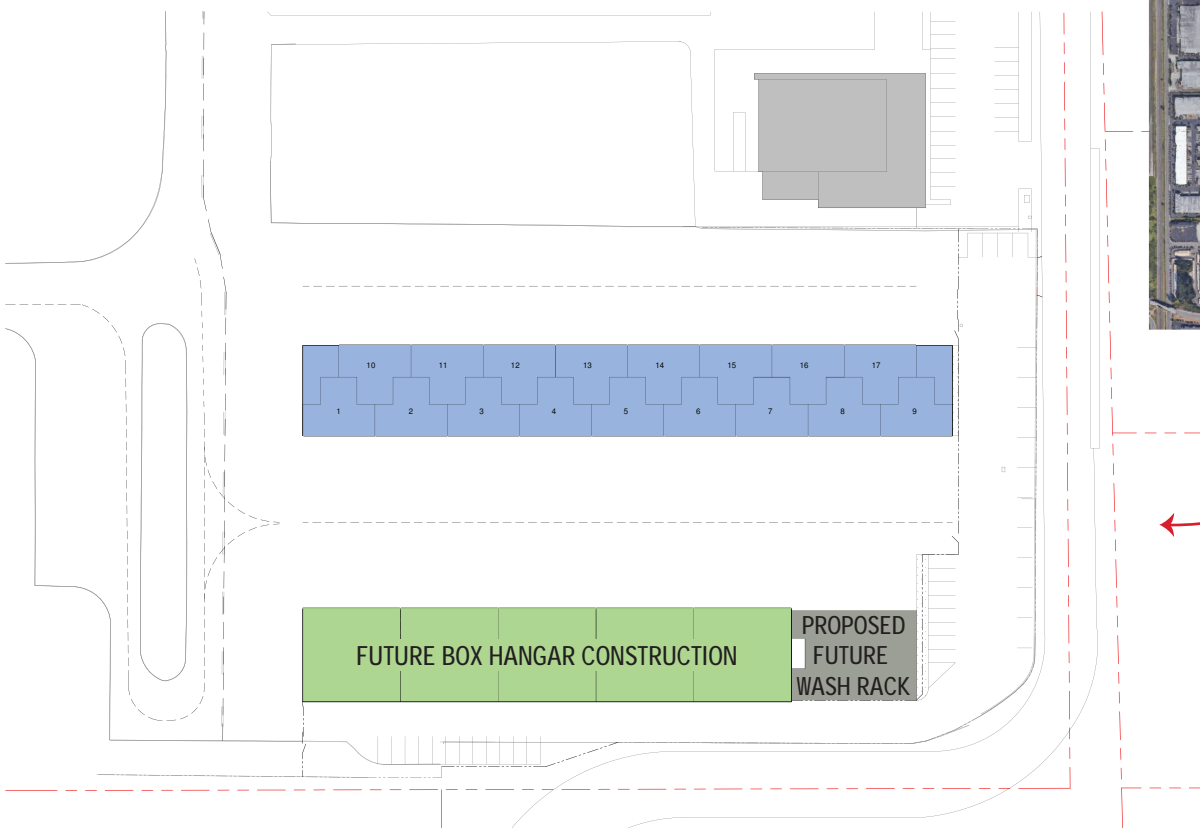 10 11 12 13 14 15 16 17
1 2 3 4 5 6 7 8 9
FUTURE BOX HANGAR CONSTRUCTION
PROPOSED
FUTURE
WASH RACK